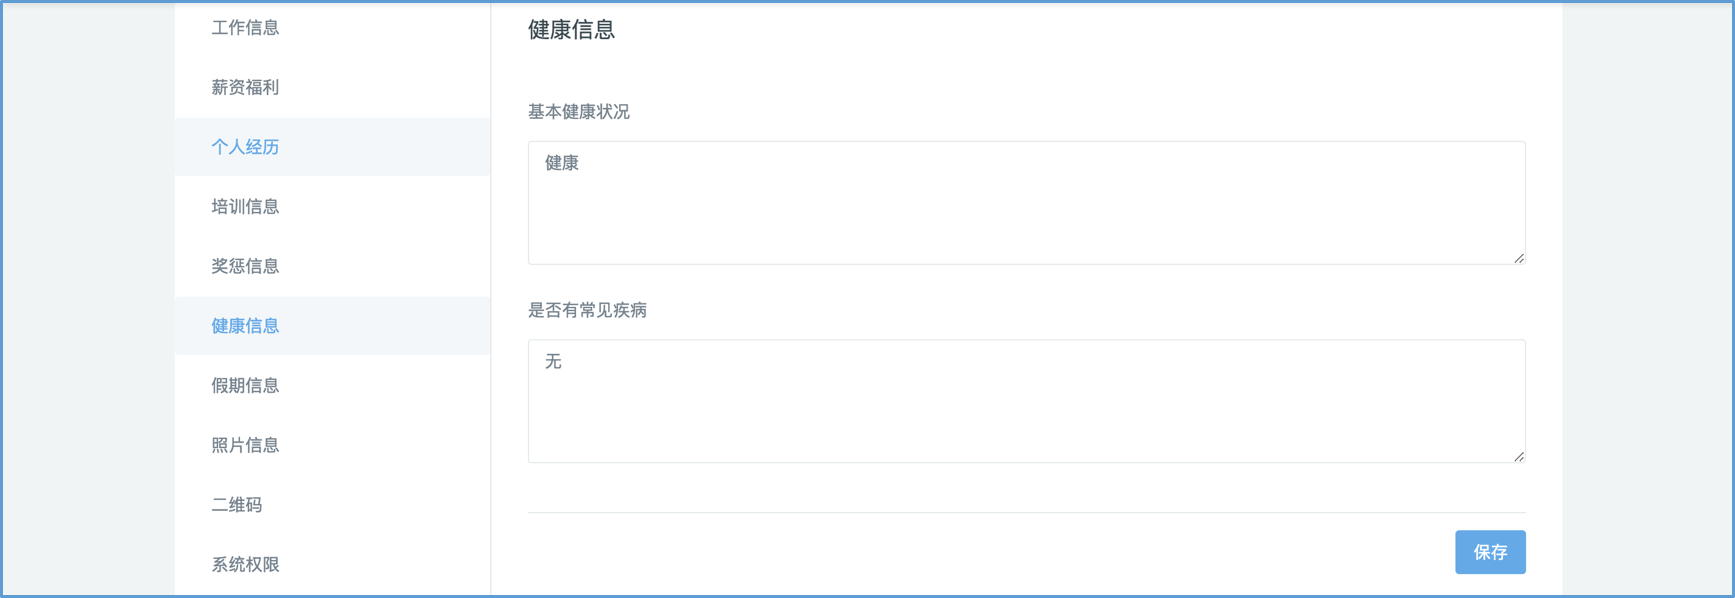 工作信息
薪资福利
个人经历
培训信息
奖惩信息
健康信息
假期信息
照片信息
二维码
系统权限
健康信息
基本健康状况
健康
是否有常见疾病
无
保存